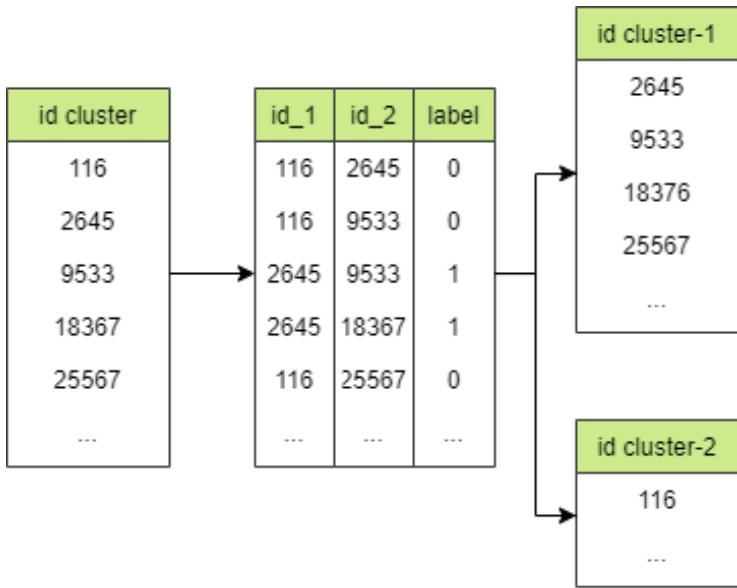 id cluster
116
2645
9533
18367
25567
...
id_1 id_2 label
116 2645 0
116 9533 0
2645 9533 1
2645 18367 1
116 25567 0
... ... ...
id cluster-1
2645
9533
18376
25567
...
id cluster-2
116
...